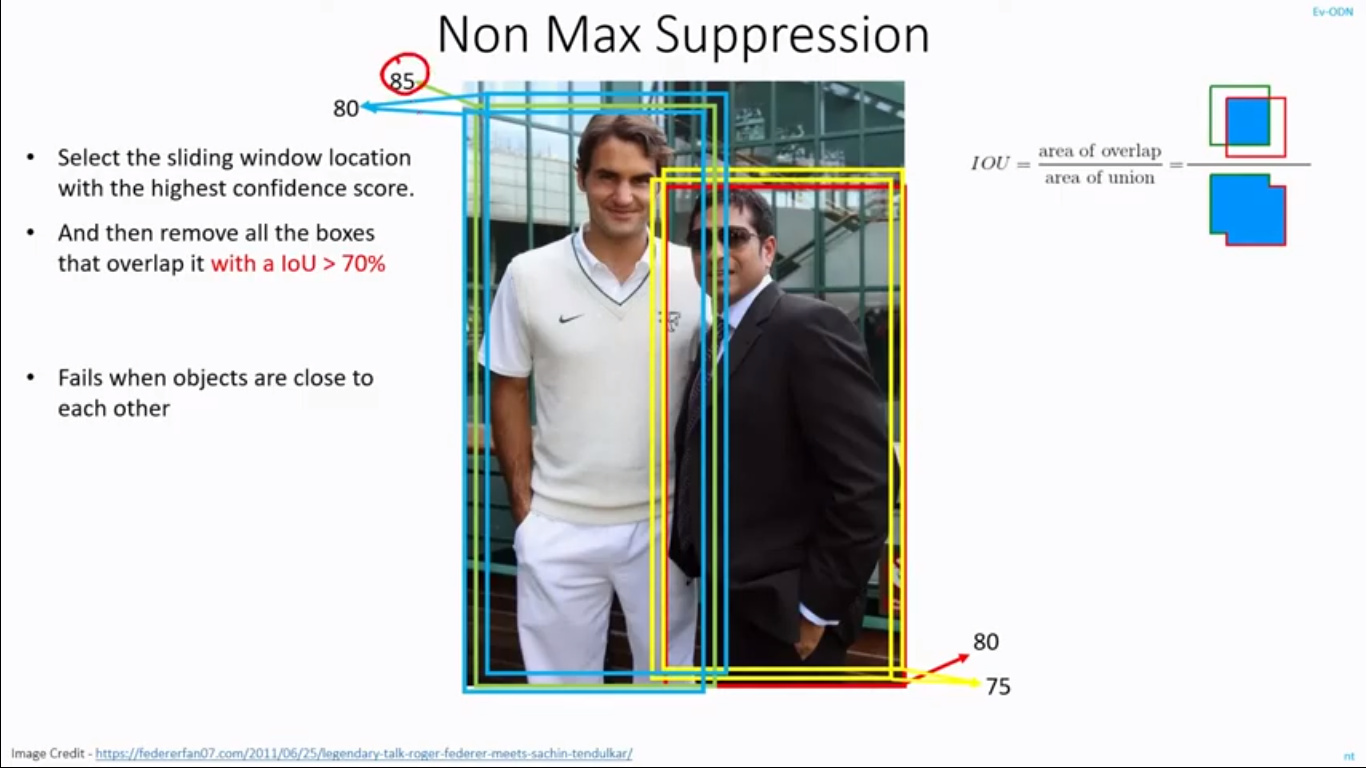 Ev-ODN
Non Max Suppression
85
80
• Select the sliding window location
with the highest confidence score.
• And then remove all the boxes
that overlap it with a IoU > 70%
• Fails when objects are close to
each other
IOU = area of overlap
area of union =
80
75
Image Credit - https://federerfan07.com/2011/06/25/legendary-talk-roger-federer-meets-sachin-tendulkar/
nt